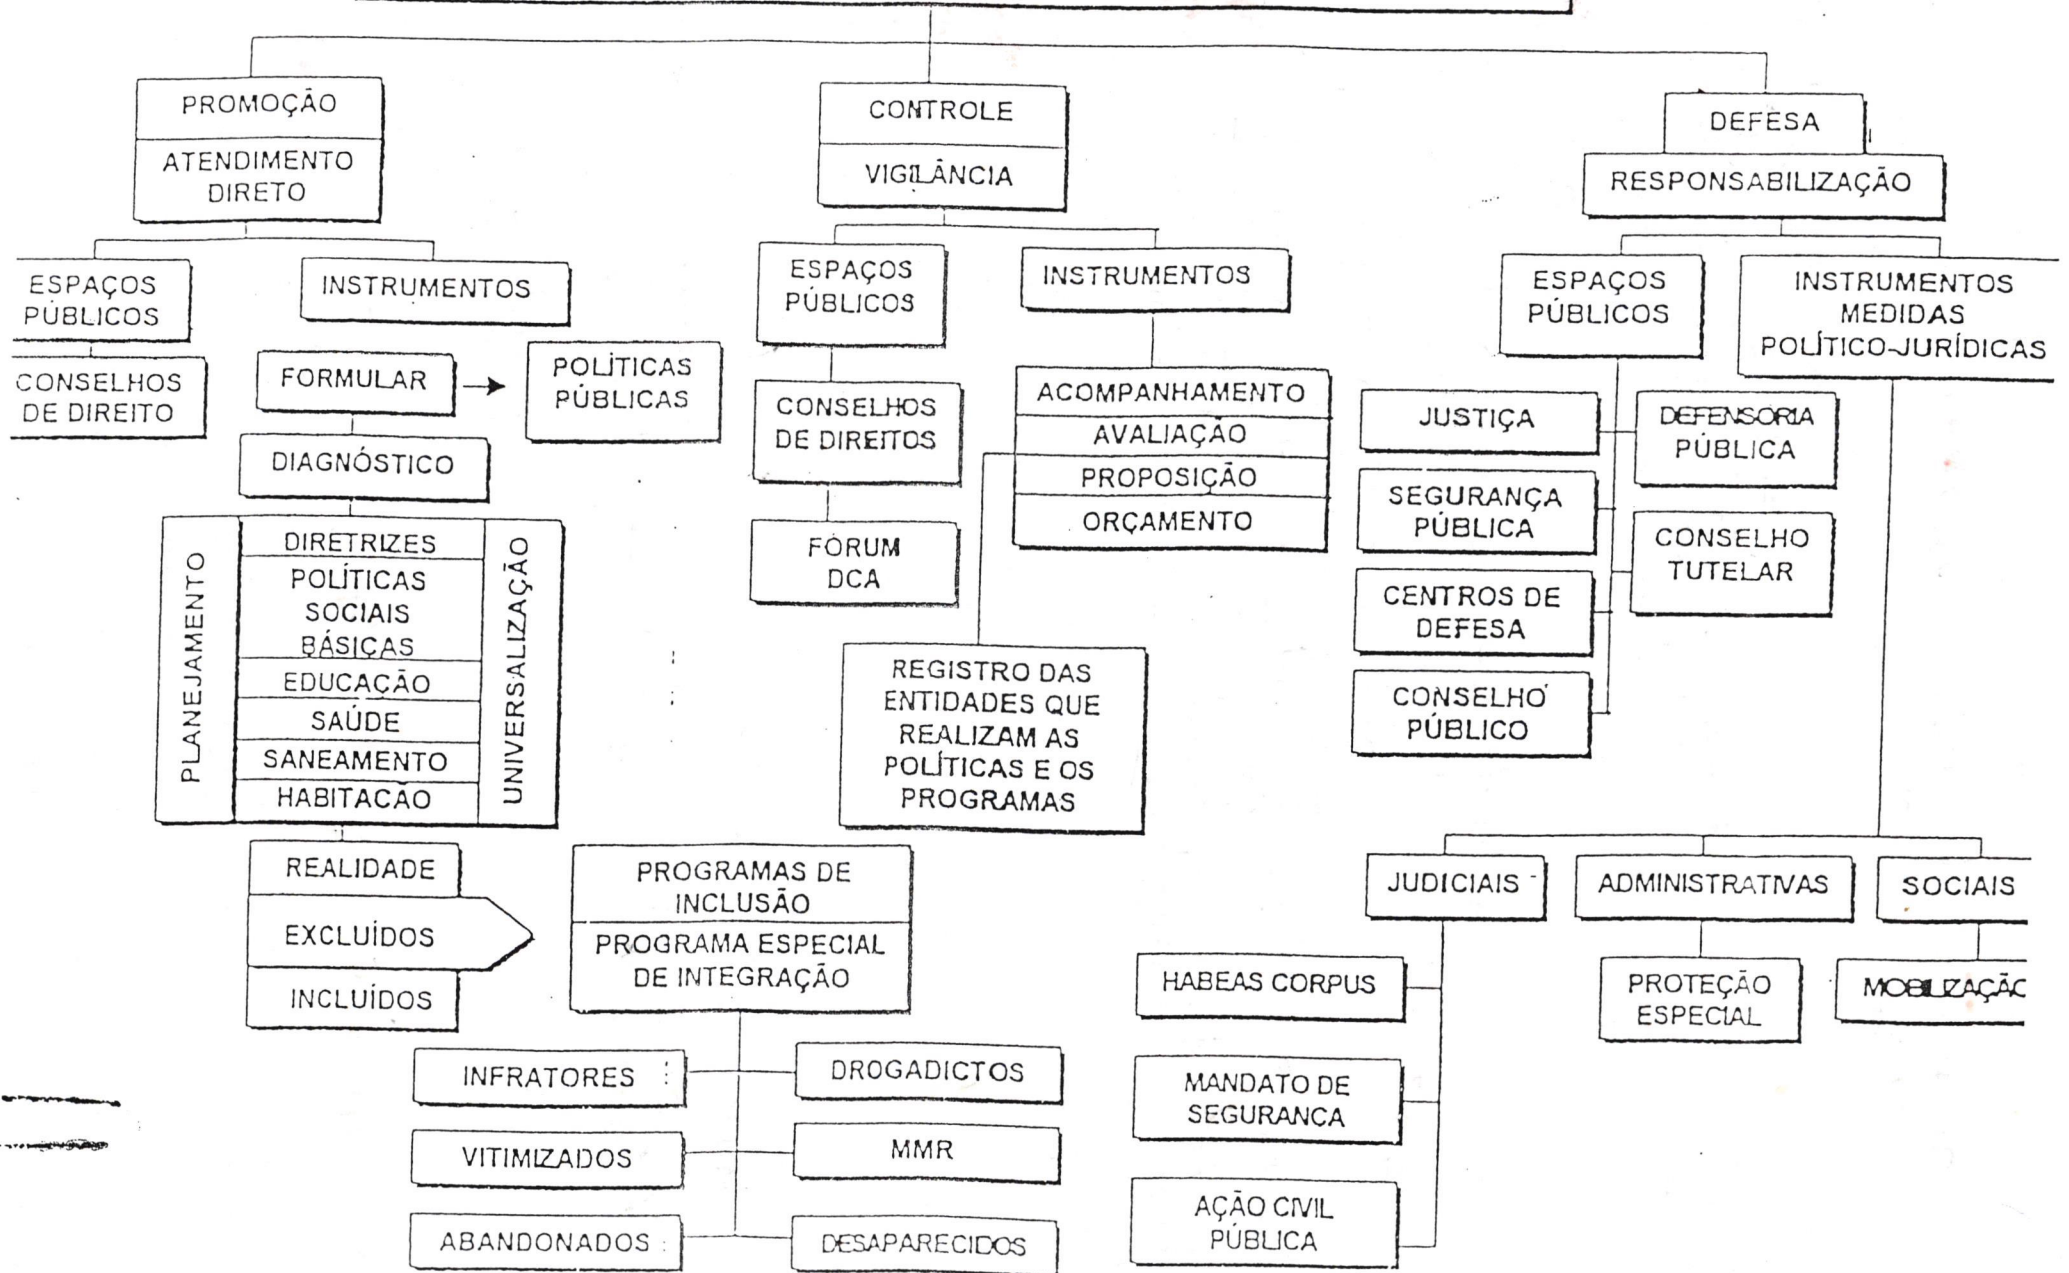 PROMOÇÃO
ATENDIMENTO
DIRETO
ESPAÇOS
PÚBLICOS
CONSELHOS
DE DIREITO
INSTRUMENTOS
FORMULAR
POLÍTICAS
PÚBLICAS
DIAGNÓSTICO
PLANEJAMENTO
DIRETRIZES
POLÍTICAS
SOCIAIS
BÁSICAS
EDUCAÇÃO
SAÚDE
SANEAMENTO
HABITACÃO
UNIVERSALIZAÇÃO
REALIDADE
EXCLUÍDOS
INCLUÍDOS
PROGRAMAS DE
INCLUSÃO
PROGRAMA ESPECIAL
DE INTEGRAÇÃO
INFRATORES
DROGADICTOS
VITIMIZADOS
MMR
ABANDONADOS
DESAPARECIDOS
CONTROLE
VIGILÂNCIA
ESPAÇOS
PÚBLICOS
CONSELHOS
DE DIREITOS
FÓRUM
DCA
INSTRUMENTOS
ACOMPANHAMENTO
AVALIAÇÃO
PROPOSIÇÃO
ORÇAMENTO
REGISTRO DAS
ENTIDADES QUE
REALIZAM AS
POLÍTICAS E OS
PROGRAMAS
DEFESA
RESPONSABILIZAÇÃO
ESPAÇOS
PÚBLICOS
JUSTIÇA
DEFENSORIA
PÚBLICA
SEGURANÇA
PÚBLICA
CONSELHO
TUTELAR
CENTROS DE
DEFESA
CONSELHO
PÚBLICO
INSTRUMENTOS
MEDIDAS
POLÍTICO-JURÍDICAS
JUDICIAIS
HABEAS CORPUS
MANDATO DE
SEGURANCA
AÇÃO CIVIL
PÚBLICA
ADMINISTRATIVAS
PROTEÇÃO
ESPECIAL
SOCIAIS
MOBILIZAÇÃO